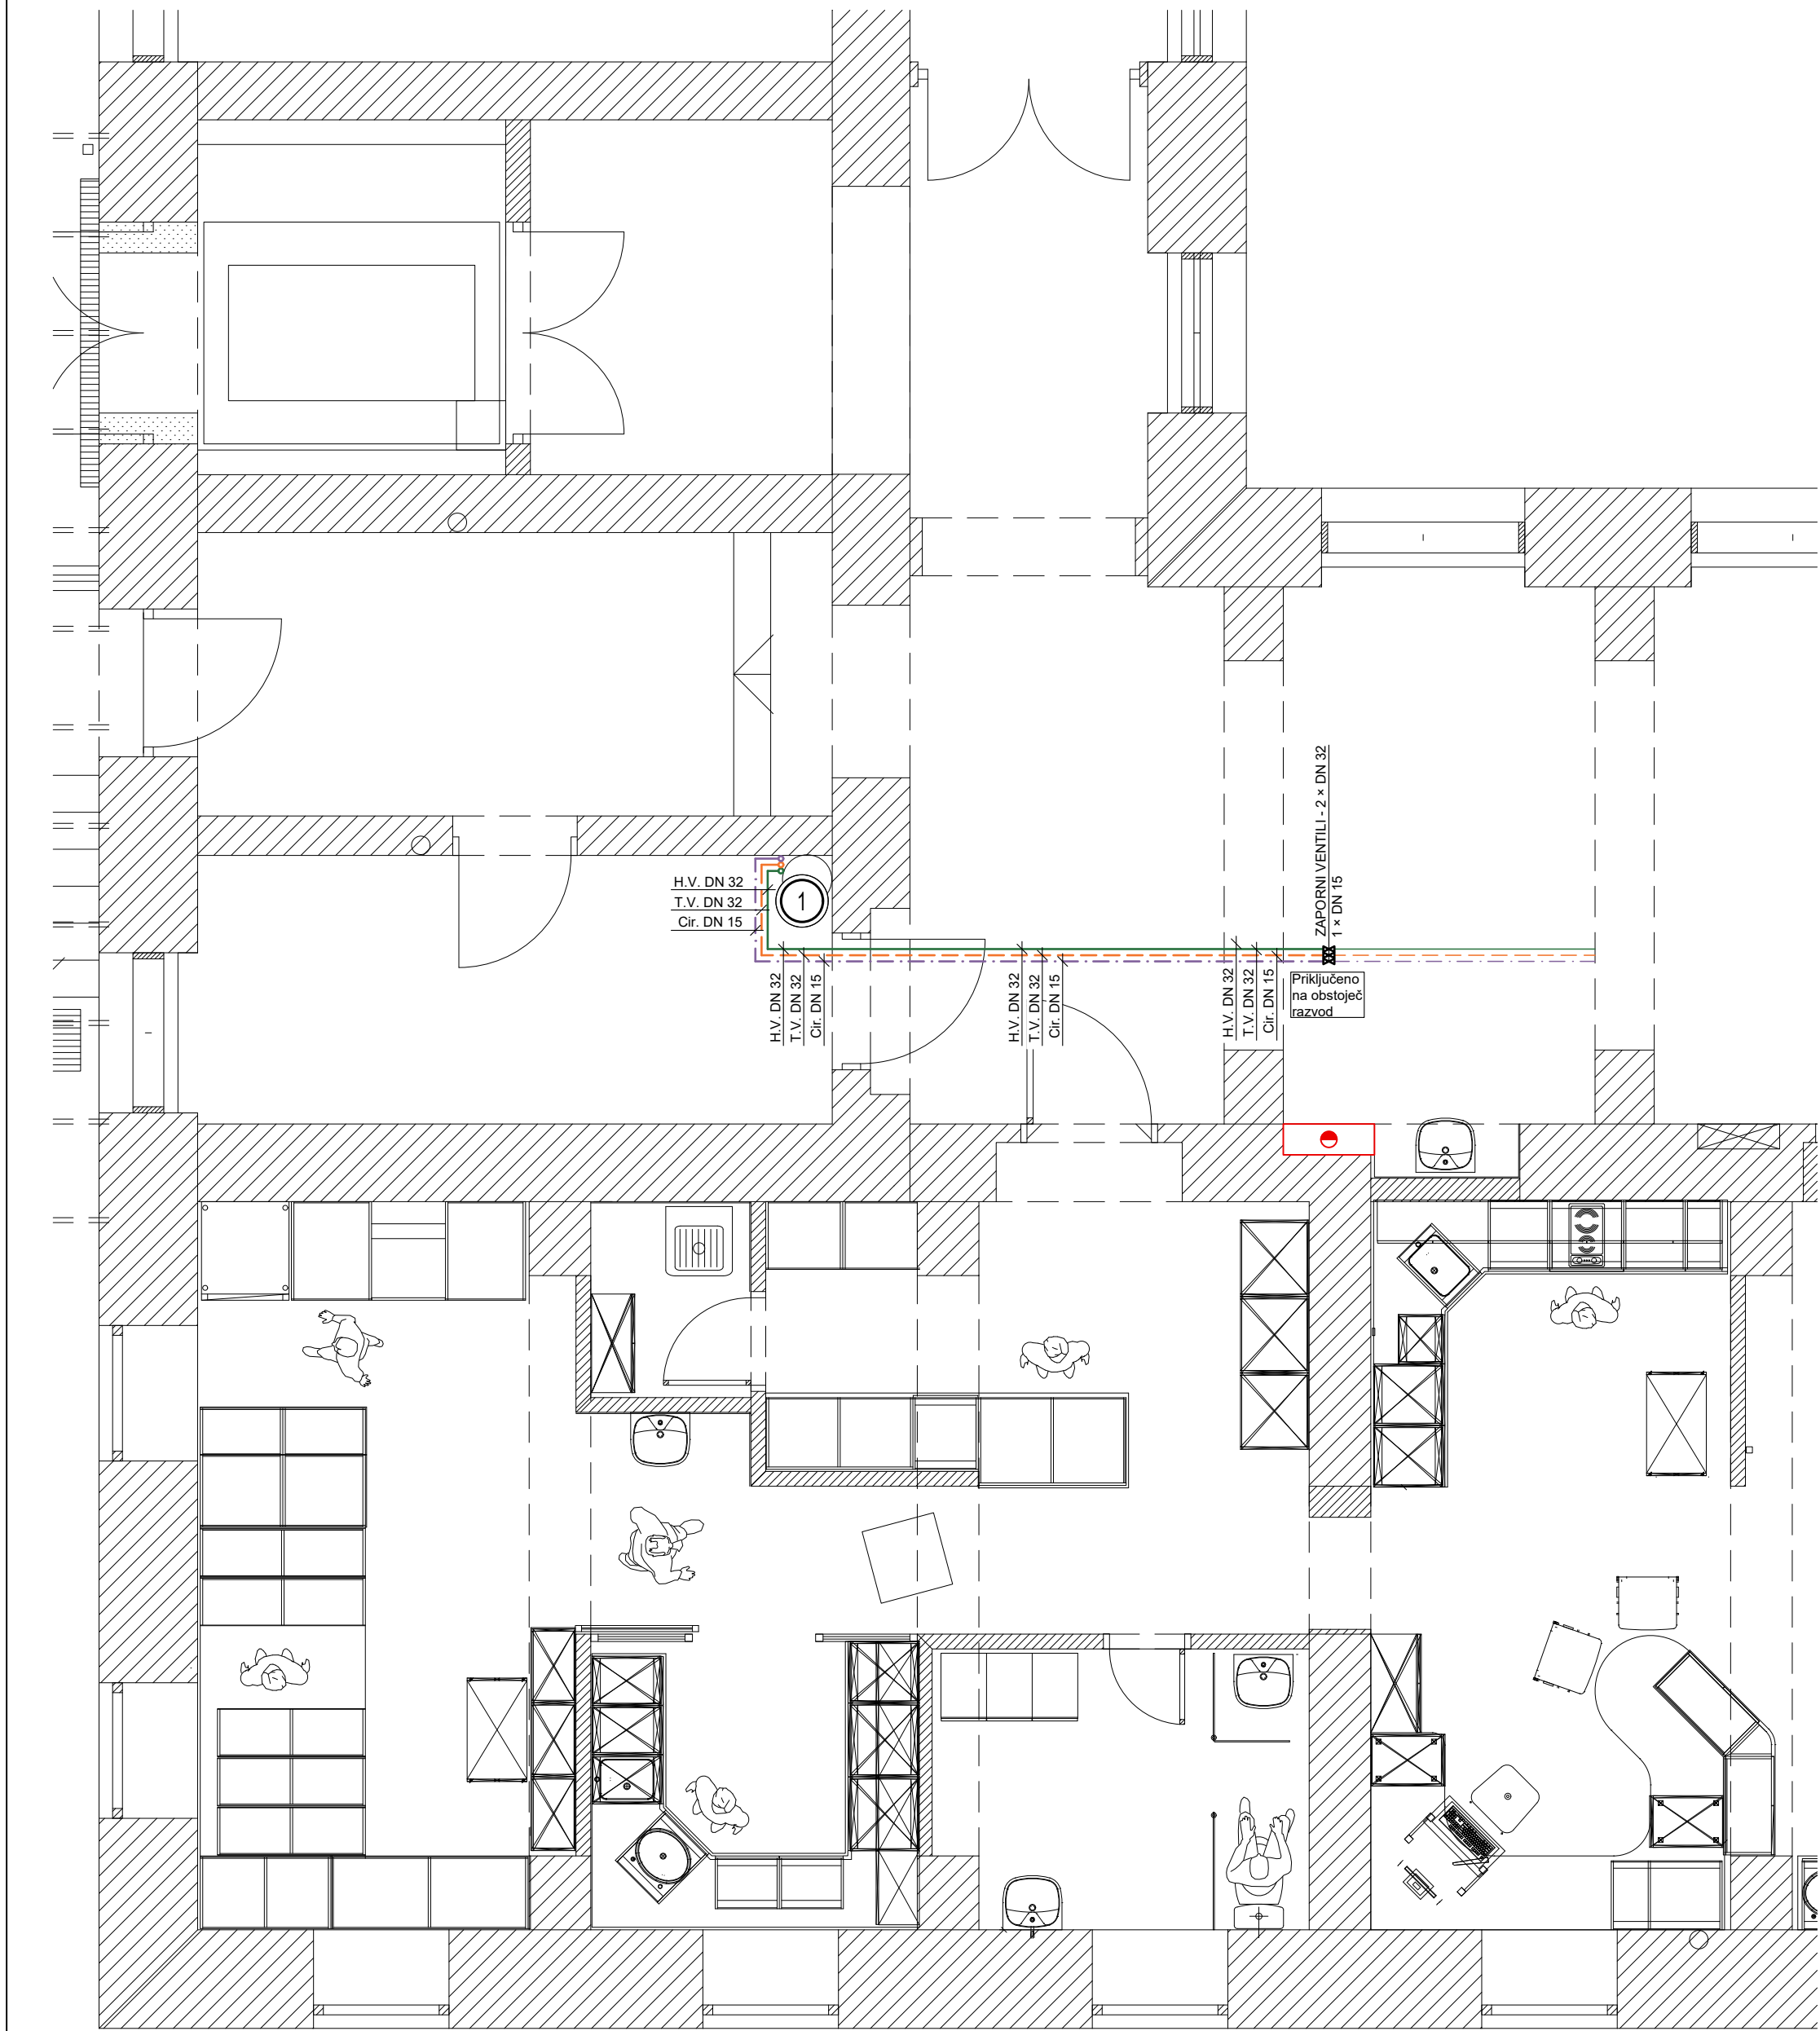 ZAPORNI VENTILI - 2 × DN 32
1 × DN 15
H.V. DN 32
T.V. DN 32
Cir. DN 15
1
H.V. DN 32
T.V. DN 32
Cir. DN 15
H.V. DN 32
T.V. DN 32
Cir. DN 15
H.V. DN 32
T.V. DN 32
Cir. DN 15
Priključeno
na obstoječ
razvod